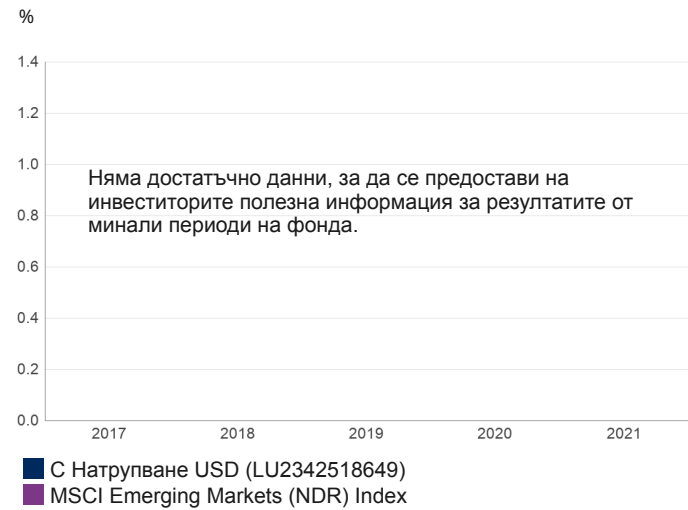 %
1.4
1.2
1.0
Няма достатъчно данни, за да се предостави на
инвеститорите полезна информация за резултатите от
0.8
минали периоди на фонда.
0.6
0.4
0.2
0.0
2017 2018 2019 2020 2021
C Натрупване USD (LU2342518649)
MSCI Emerging Markets (NDR) Index